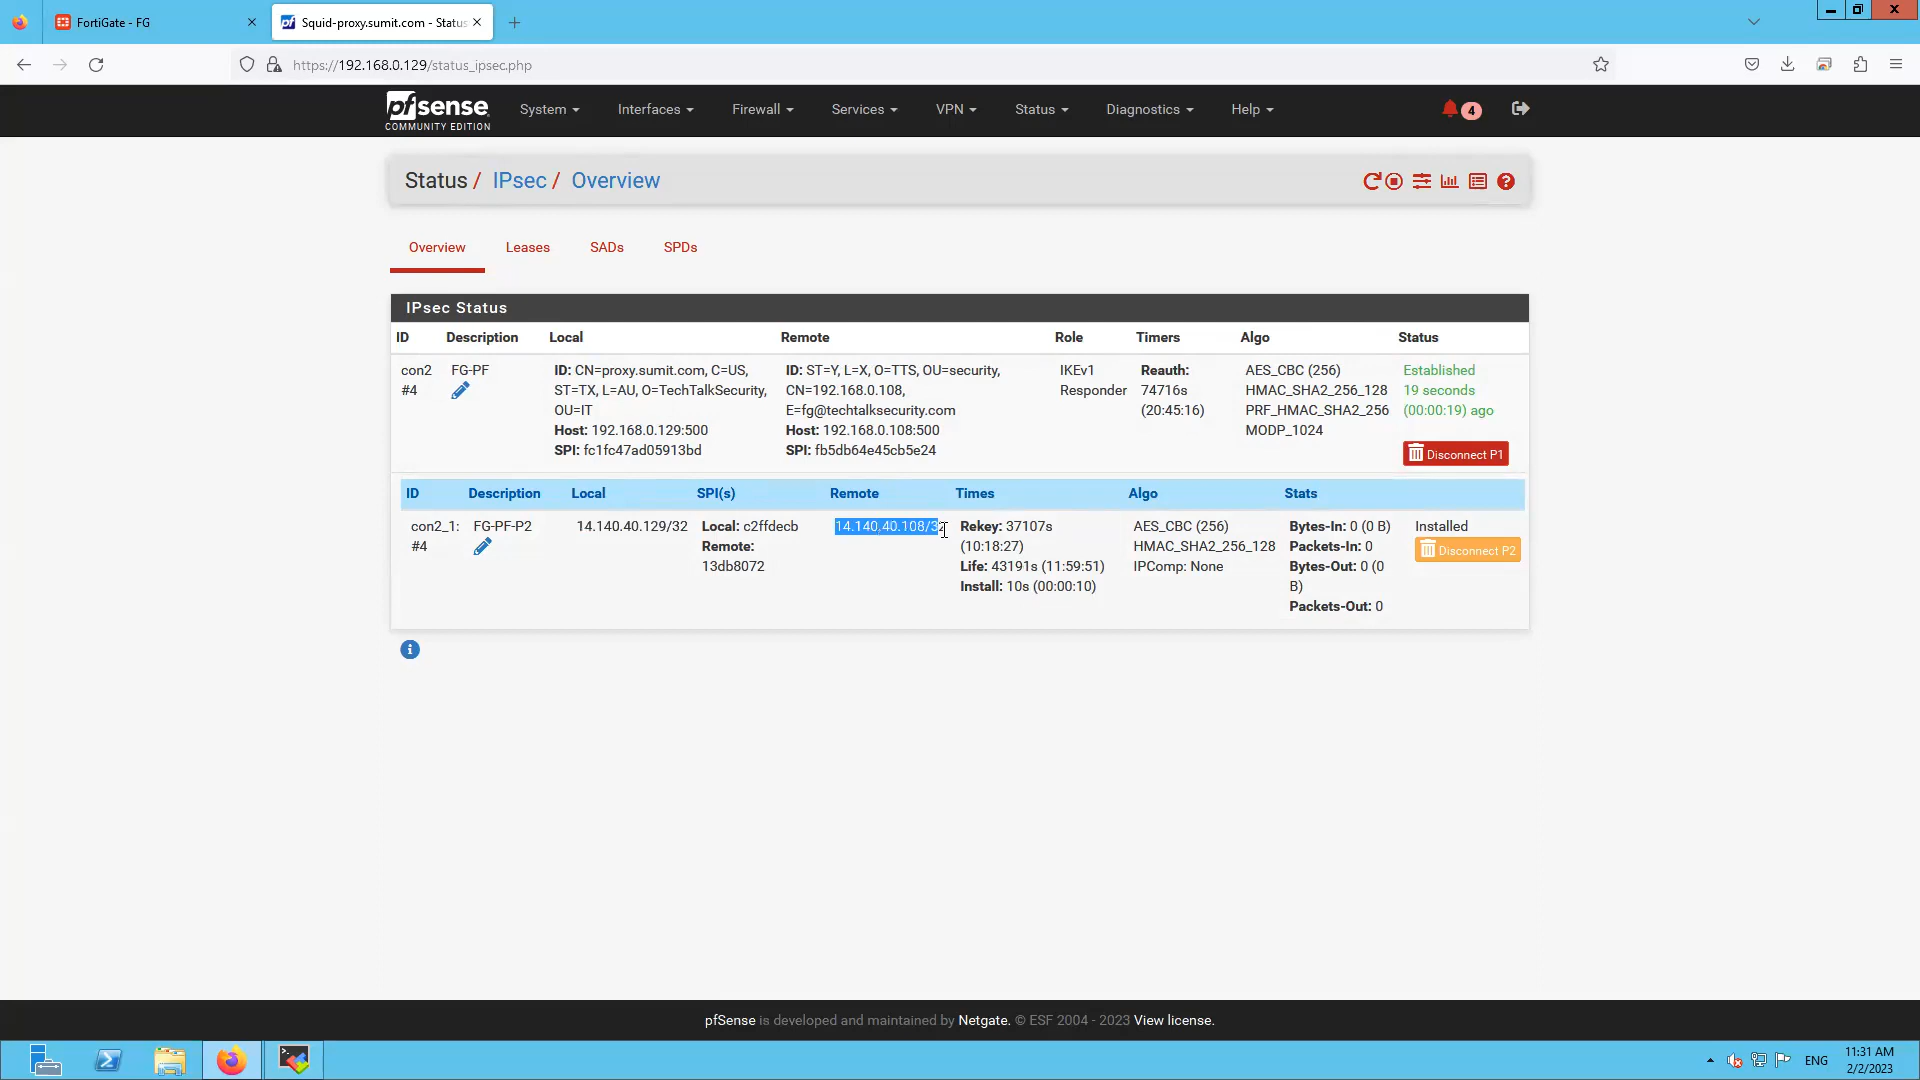 FortiGate - FG
Squid-proxy.sumit.com - Status
https://192.168.0.129/status_ipsec.php
pfsense
COMMUNITY EDITION
System
Interfaces
Firewall
Services
VPN
Status
Diagnostics
Help
4
Status / IPsec / Overview
Overview
Leases
SADs
SPDs
IPsec Status
ID Description Local Remote Role Timers Algo Status
con2
#4
FG-PF
ID: CN=proxy.sumit.com, C=US,
ST=TX, L=AU, O=TechTalkSecurity,
OU=IT
Host: 192.168.0.129:500
SPI: fc1fc47ad05913bd
ID: ST=Y, L=X, O=TTS, OU=security,
CN=192.168.0.108,
E=fg@techtalksecurity.com
Host: 192.168.0.108:500
SPI: fb5db64e45cb5e24
IKEv1
Responder
Reauth:
74716s
(20:45:16)
AES_CBC (256)
HMAC_SHA2_256_128
PRF_HMAC_SHA2_256
MODP_1024
Established
19 seconds
(00:00:19) ago
Disconnect P1
ID Description Local SPI(s) Remote Times Algo Stats
con2_1:
#4
FG-PF-P2
14.140.40.129/32
Local: c2ffdecb
Remote:
13db8072
14.140.40.108/32
Rekey: 37107s
(10:18:27)
Life: 43191s (11:59:51)
Install: 10s (00:00:10)
AES_CBC (256)
HMAC_SHA2_256_128
IPComp: None
Bytes-In: 0 (0 B)
Packets-In: 0
Bytes-Out: 0 (0
B)
Packets-Out: 0
Installed
Disconnect P2
pfSense is developed and maintained by Netgate. © ESF 2004 - 2023 View license.
ENG
11:31 AM
2/2/2023